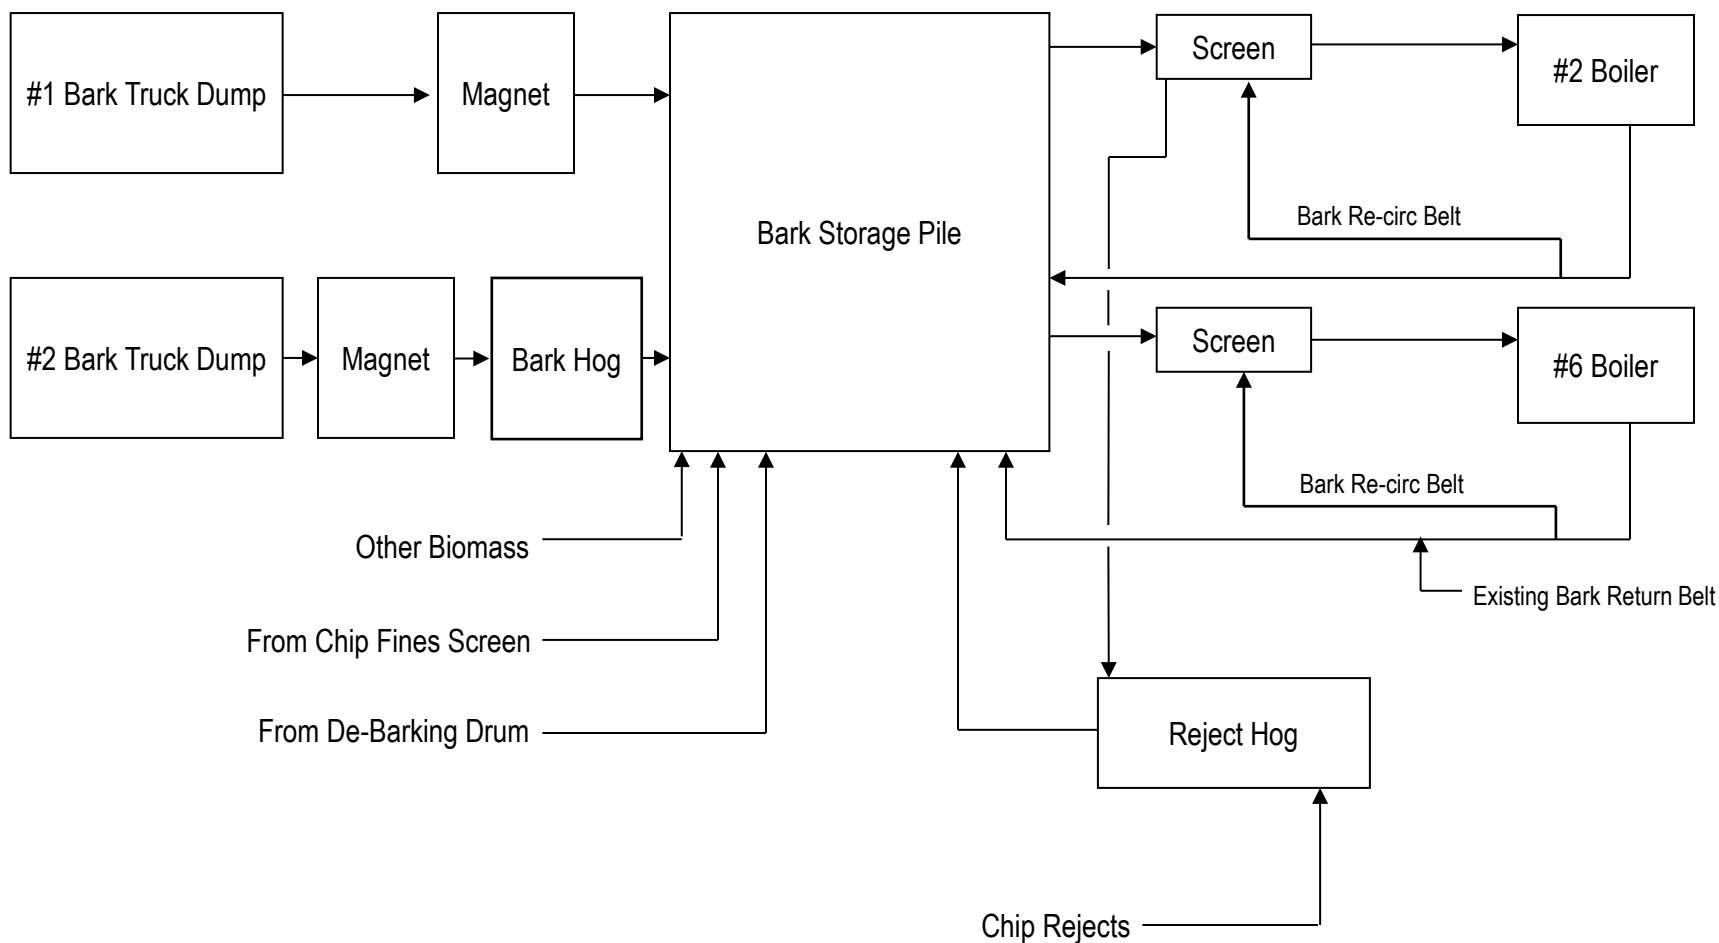 #1 Bark Truck Dump
Magnet
Bark Storage Pile
Screen
#2 Boiler
Bark Re-circ Belt
#2 Bark Truck Dump
Magnet
Bark Hog
Screen
#6 Boiler
Bark Re-circ Belt
Other Biomass
Existing Bark Return Belt
From Chip Fines Screen
From De-Barking Drum
Reject Hog
Chip Rejects